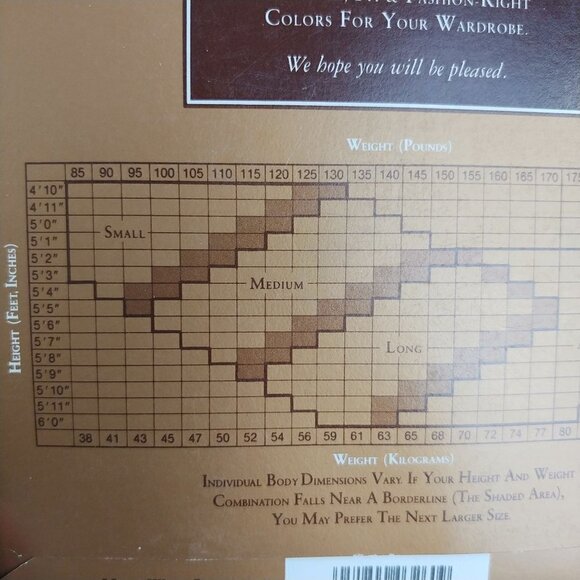 & FASHION-RIGHT
COLORS FOR YOUR WARDROBE.
We hope you will be pleased.
WEIGHT (POUNDS)
85 90 95 100 105 110 115 120 125 130 135 140 145 150 155 160 165 170 175
HEIGHT (FEET, INCHES)
4'10"
4'11"
5'0"
5'1"
5'2"
5'3"
5'4"
5'5"
5'6"
5'7"
5'8"
5'9"
5'10"
5'11"
6'0"
SMALL
MEDIUM
LONG
38 41 43 45 47 50 52 54 56 59 61 63 65 68 70 72 74 77 80
WEIGHT (KILOGRAMS)
INDIVIDUAL BODY DIMENSIONS VARY. IF YOUR HEIGHT AND WEIGHT
COMBINATION FALLS NEAR A BORDERLINE (THE SHADED AREA),
YOU MAY PREFER THE NEXT LARGER SIZE.